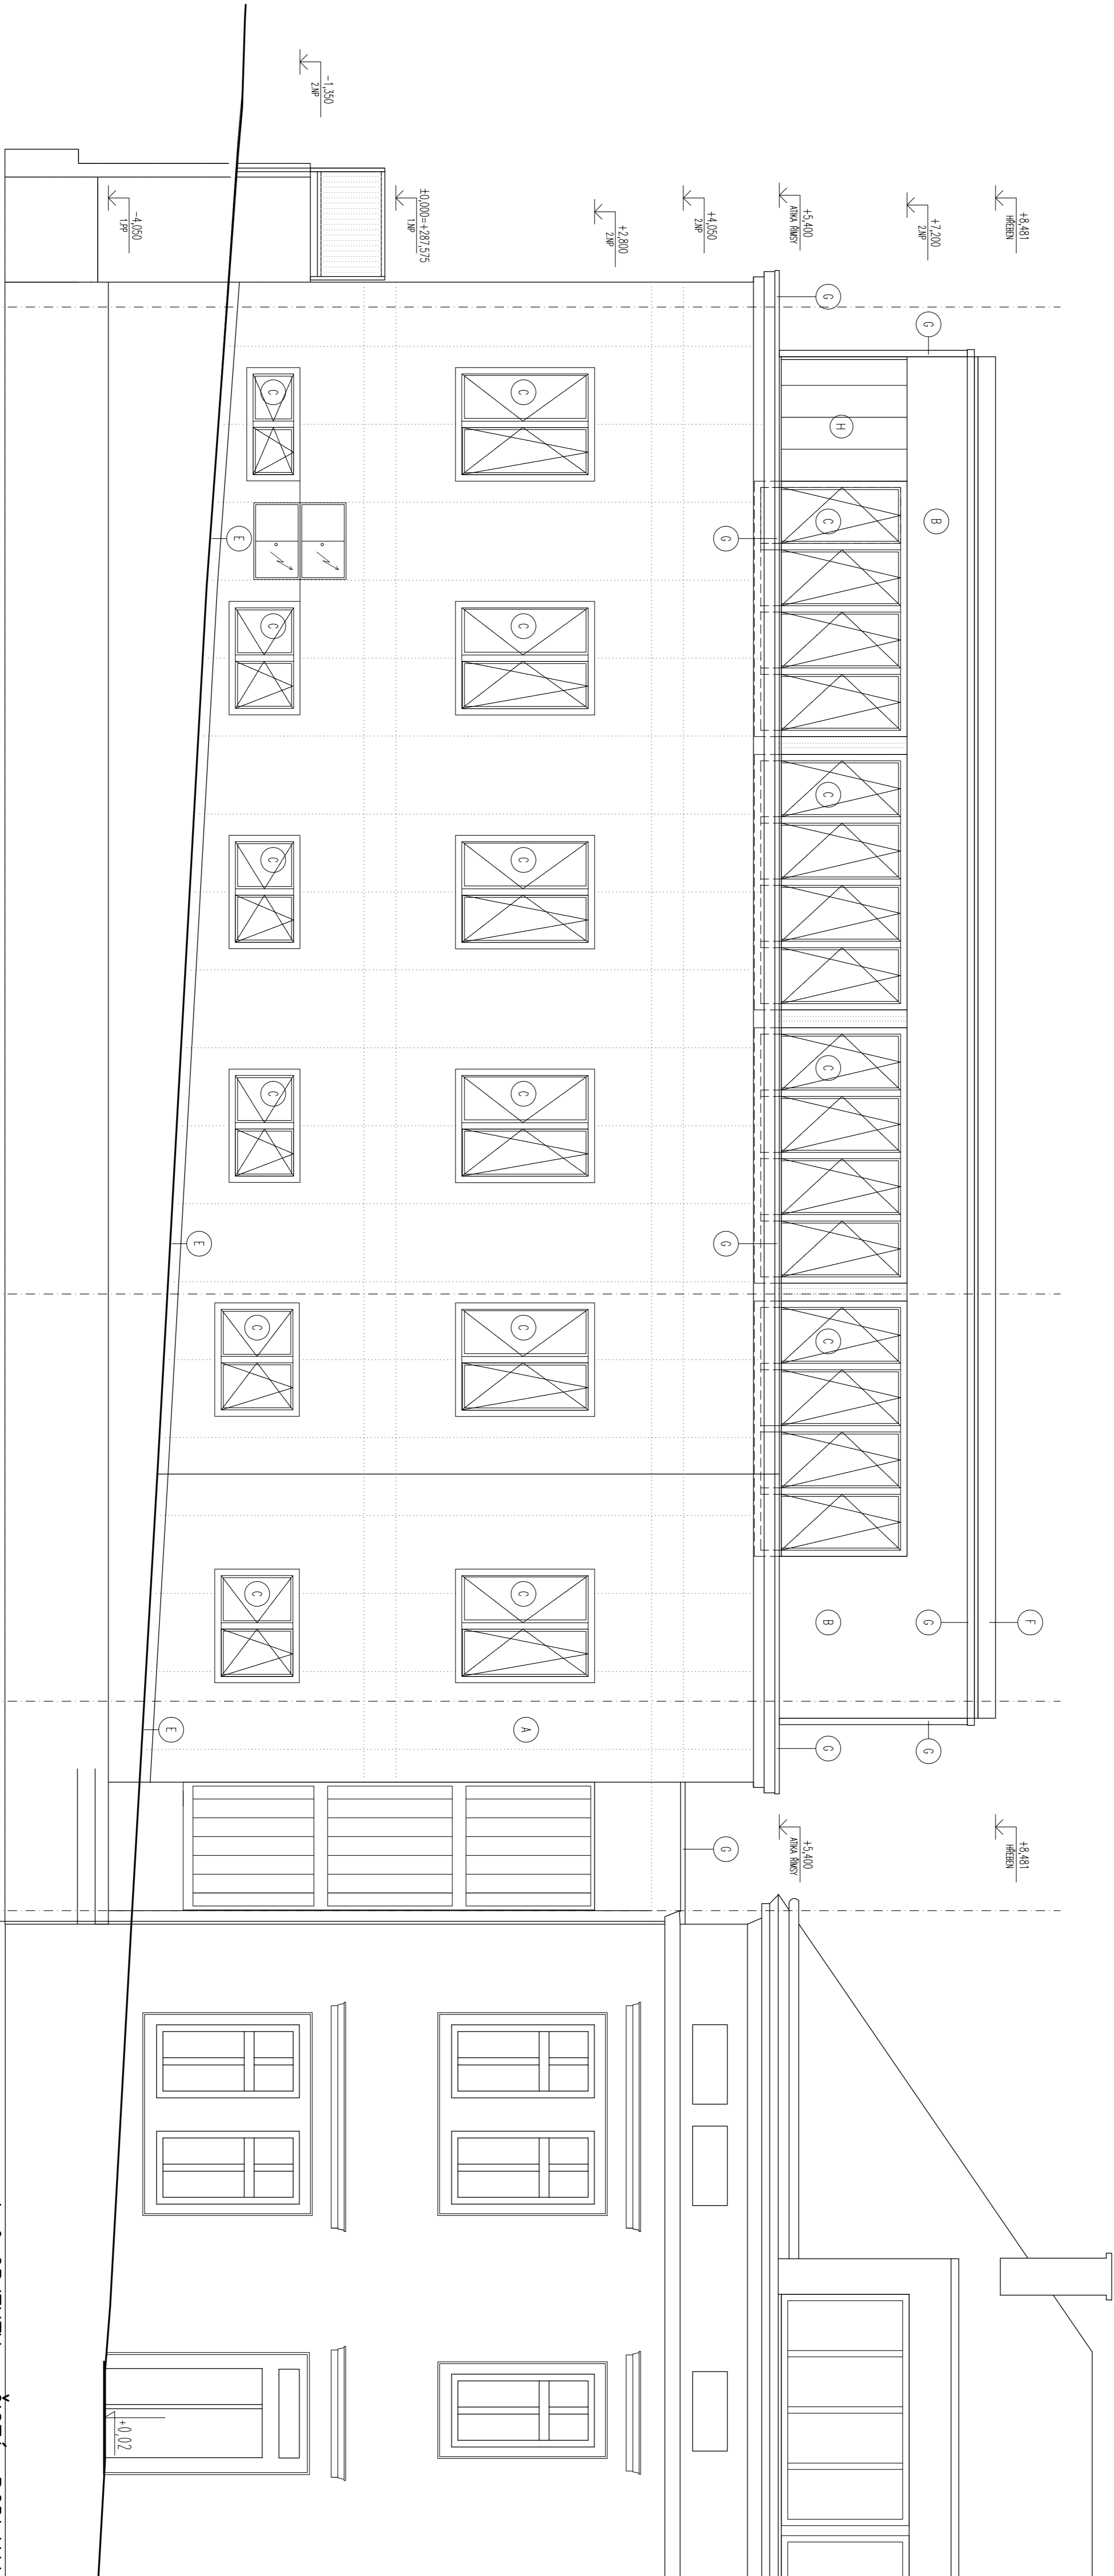 -1,350
2.NP
-4,050
1.PP
±0,000=+287,575
1.NP
+2,800
2.NP
+4,050
2.NP
+5,400
ATIKA ŘÍMSY
+7,200
2.NP
+8,481
HŘEBEN
G
G
H
C
C
C
B
E
G
C
C
C
C
C
C
C
C
E
G
C
C
C
C
C
B
G
F
E
A
G
G
G
+5,400
ATIKA ŘÍMSY
+8,481
HŘEBEN
+0,02